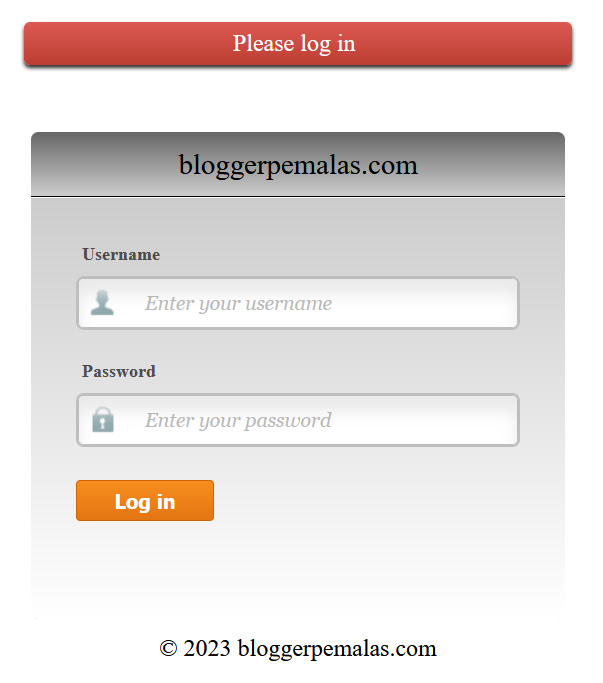 Please log in
bloggerpemalas.com
Username
Enter your username
Password
Enter your password
Log in
© 2023 bloggerpemalas.com